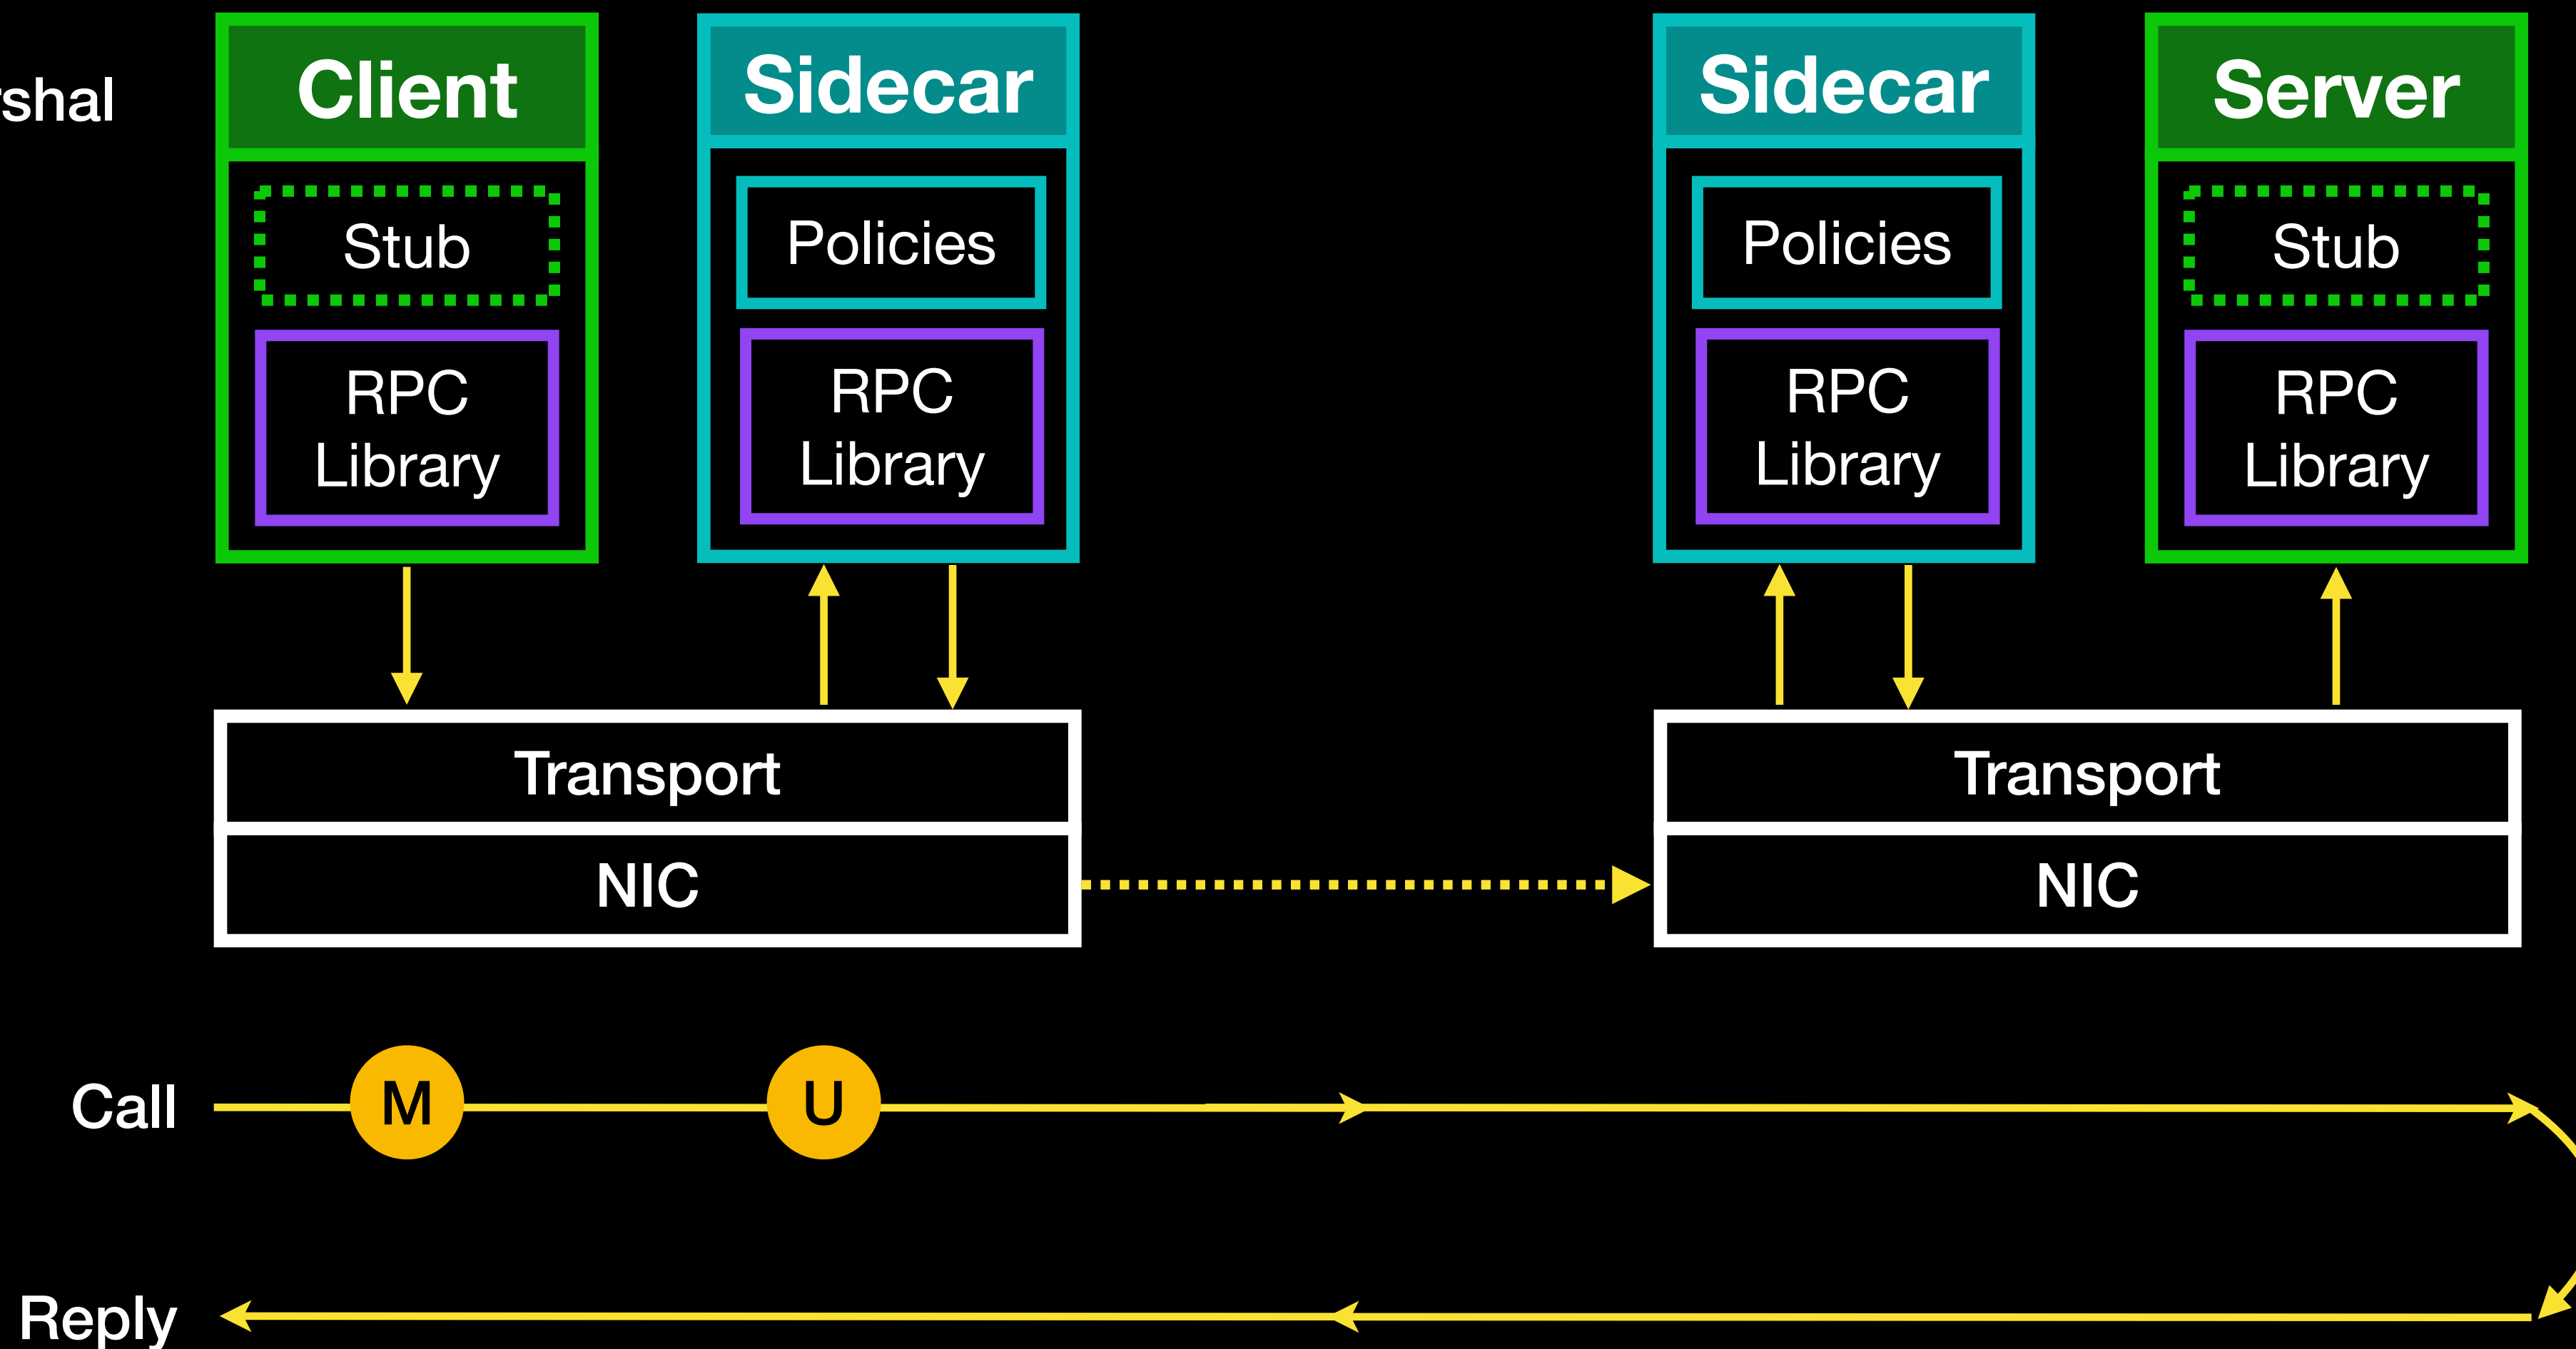 shal
Client
Sidecar
Sidecar
Server
Stub
Policies
Policies
Stub
RPC
Library
RPC
Library
RPC
Library
RPC
Library
Transport
Transport
NIC
NIC
Call
M
U
Reply